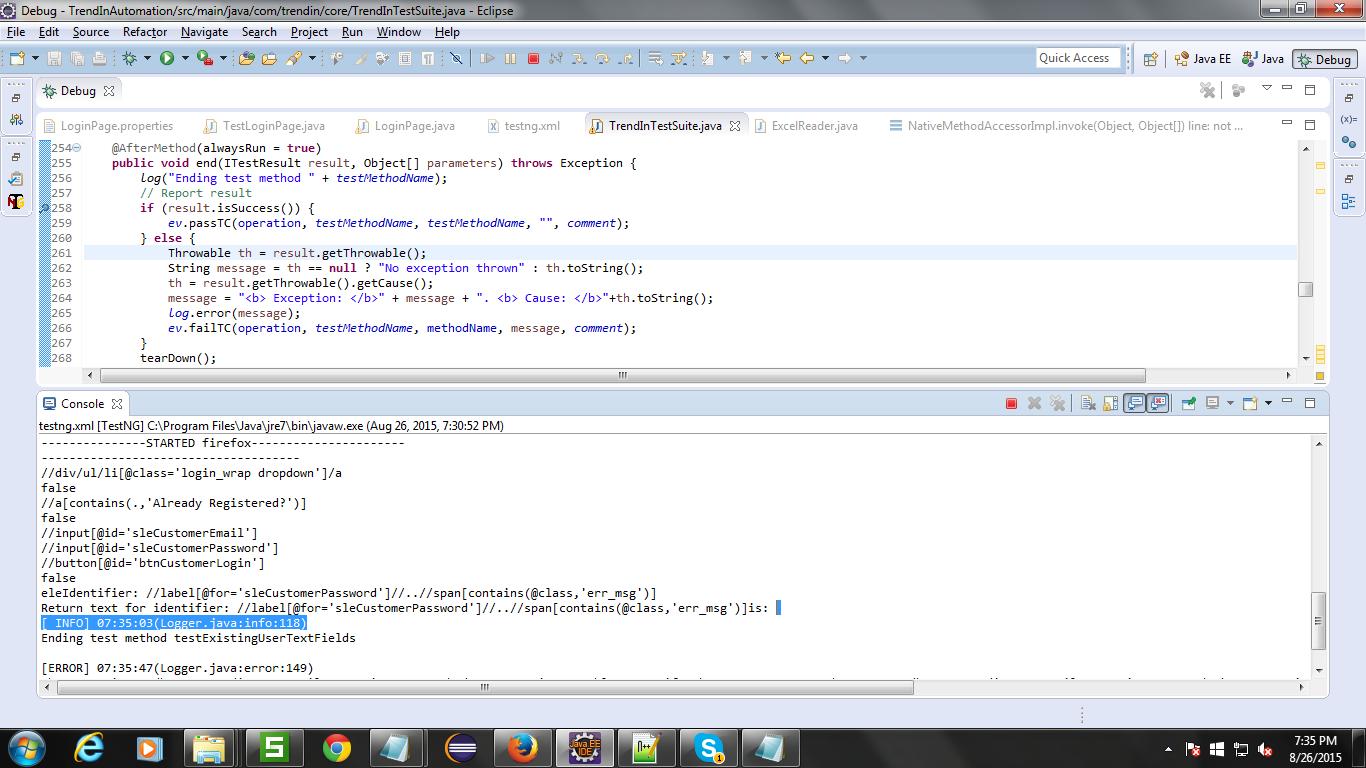 Debug - TrendInAutomation/src/main/java/com/trendin/core/TrendInTestSuite.java - Eclipse
File Edit Source Refactor Navigate Search Project Run Window Help
Quick Access Java EE Java Debug
Debug
LoginPage.properties TestLoginPage.java LoginPage.java testng.xml TrendInTestSuite.java ExcelReader.java NativeMethodAccessorImpl.invoke(Object, Object[]) line: not ...
254 @AfterMethod(alwaysRun = true)
255 public void end(ITestResult result, Object[] parameters) throws Exception {
256 log("Ending test method " + testMethodName);
257 // Report result
258 if (result.isSuccess()) {
259 ev.passTC(operation, testMethodName, testMethodName, "", comment);
260 } else {
261 Throwable th = result.getThrowable();
262 String message = th == null ? "No exception thrown" : th.toString();
263 th = result.getThrowable().getCause();
264 message = "<b> Exception: </b>" + message + ". <b> Cause: </b>"+th.toString();
265 log.error(message);
266 ev.failTC(operation, testMethodName, methodName, message, comment);
267 }
268 tearDown();
Console
testng.xml [TestNG] C:\Program Files\Java\jre7\bin\javaw.exe (Aug 26, 2015, 7:30:52 PM)
---------------STARTED firefox----------------------
-------------------------------------
//div/ul/li[@class='login_wrap dropdown']/a
false
//a[contains(.,'Already Registered?')]
false
//input[@id='sleCustomerEmail']
//input[@id='sleCustomerPassword']
//button[@id='btnCustomerLogin']
false
eleIdentifier: //label[@for='sleCustomerPassword']//..//span[contains(@class,'err_msg')]
Return text for identifier: //label[@for='sleCustomerPassword']//..//span[contains(@class,'err_msg')]is:
[ INFO] 07:35:03(Logger.java:info:118)
Ending test method testExistingUserTextFields
[ERROR] 07:35:47(Logger.java:error:149)
7:35 PM
8/26/2015